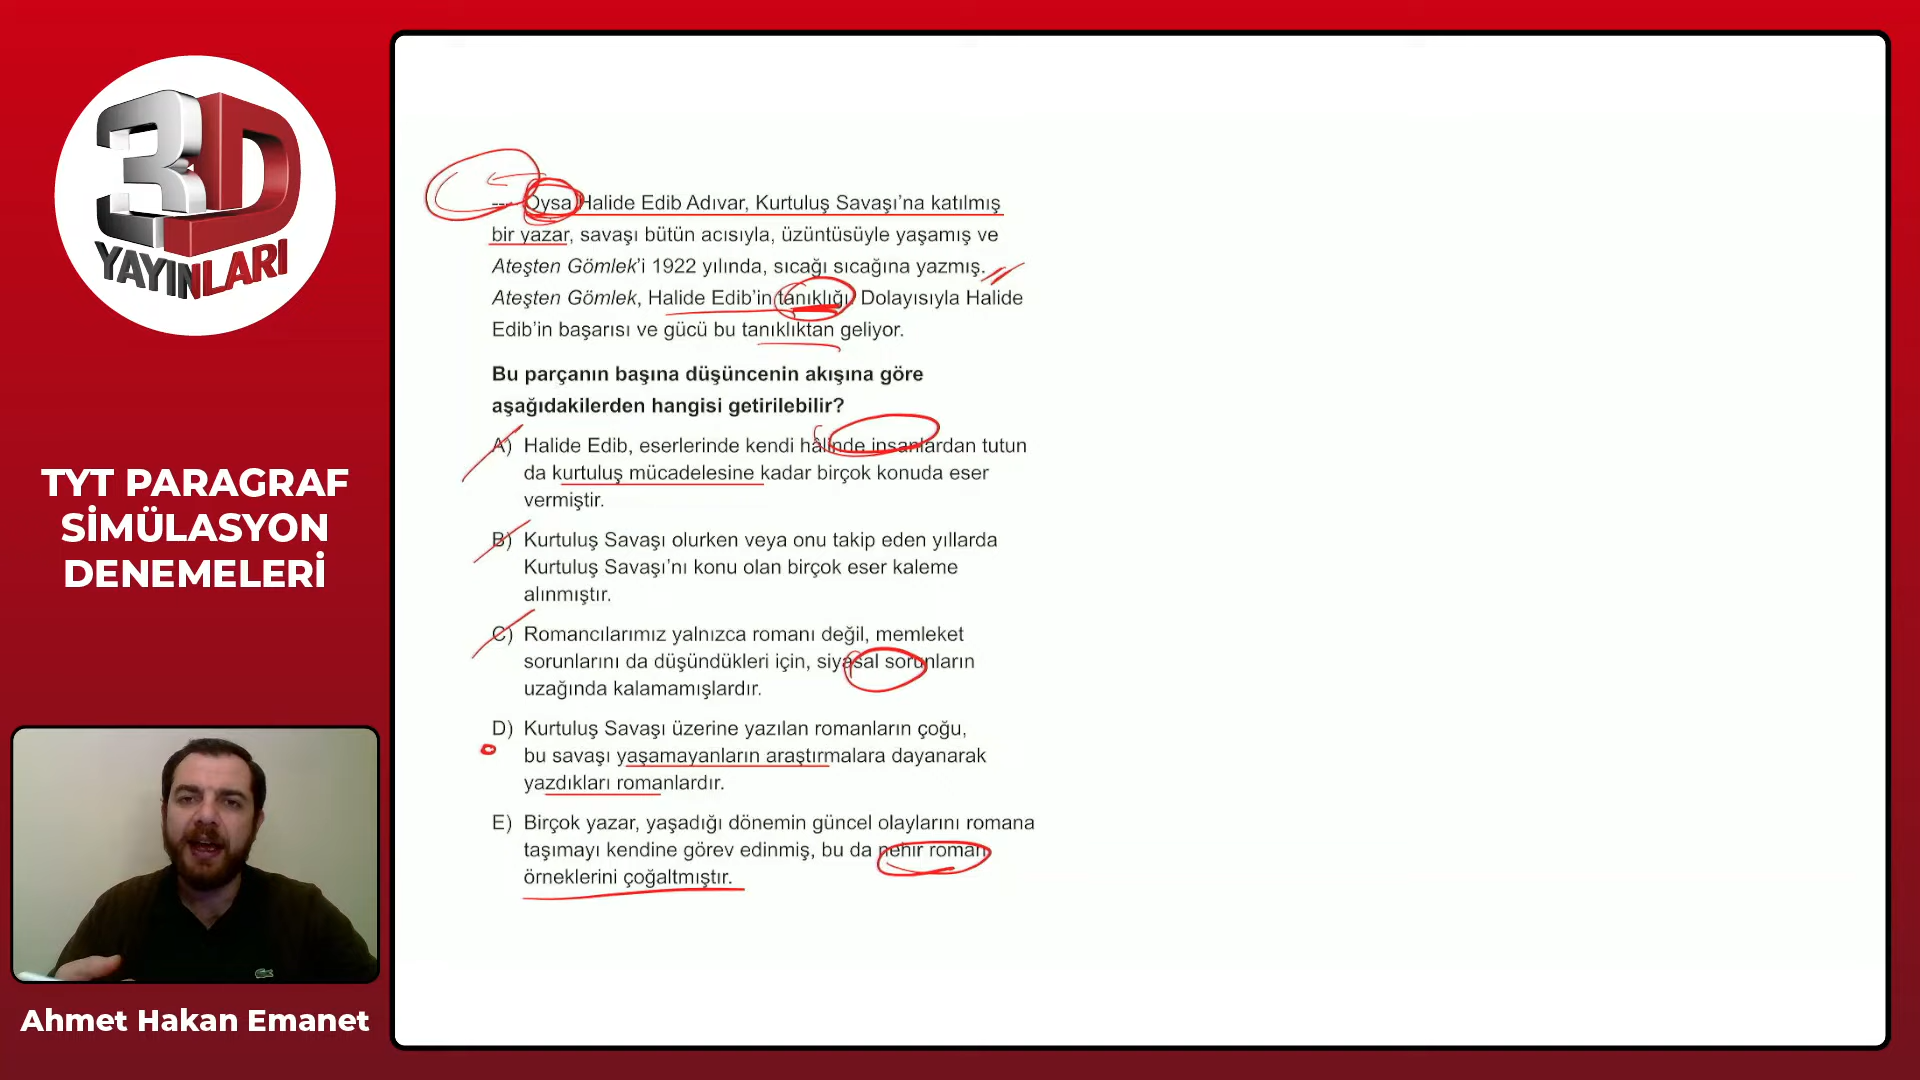 3D
YAYINLARI
TYT PARAGRAF
SİMÜLASYON
DENEMELERİ
Ahmet Hakan Emanet
---- Oysa Halide Edib Adıvar, Kurtuluş Savaşı’na katılmış
bir yazar, savaşı bütün acısıyla, üzüntüsüyle yaşamış ve
Ateşten Gömlek’i 1922 yılında, sıcağı sıcağına yazmış.
Ateşten Gömlek, Halide Edib’in tanıklığı. Dolayısıyla Halide
Edib’in başarısı ve gücü bu tanıklıktan geliyor.
Bu parçanın başına düşüncenin akışına göre
aşağıdakilerden hangisi getirilebilir?
A) Halide Edib, eserlerinde kendi hâlinde insanlardan tutun
da kurtuluş mücadelesine kadar birçok konuda eser
vermiştir.
B) Kurtuluş Savaşı olurken veya onu takip eden yıllarda
Kurtuluş Savaşı’nı konu olan birçok eser kaleme
alınmıştır.
C) Romancılarımız yalnızca romanı değil, memleket
sorunlarını da düşündükleri için, siyasal sorunların
uzağında kalamamışlardır.
D) Kurtuluş Savaşı üzerine yazılan romanların çoğu,
bu savaşı yaşamayanların araştırmalara dayanarak
yazdıkları romanlardır.
E) Birçok yazar, yaşadığı dönemin güncel olaylarını romana
taşımayı kendine görev edinmiş, bu da nehir roman
örneklerini çoğaltmıştır.